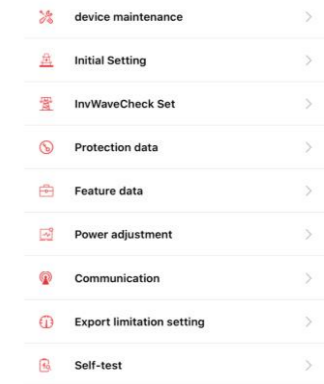 device maintenance
Initial Setting
InvWaveCheck Set
Protection data
Feature data
Power adjustment
Communication
Export limitation setting
Self-test